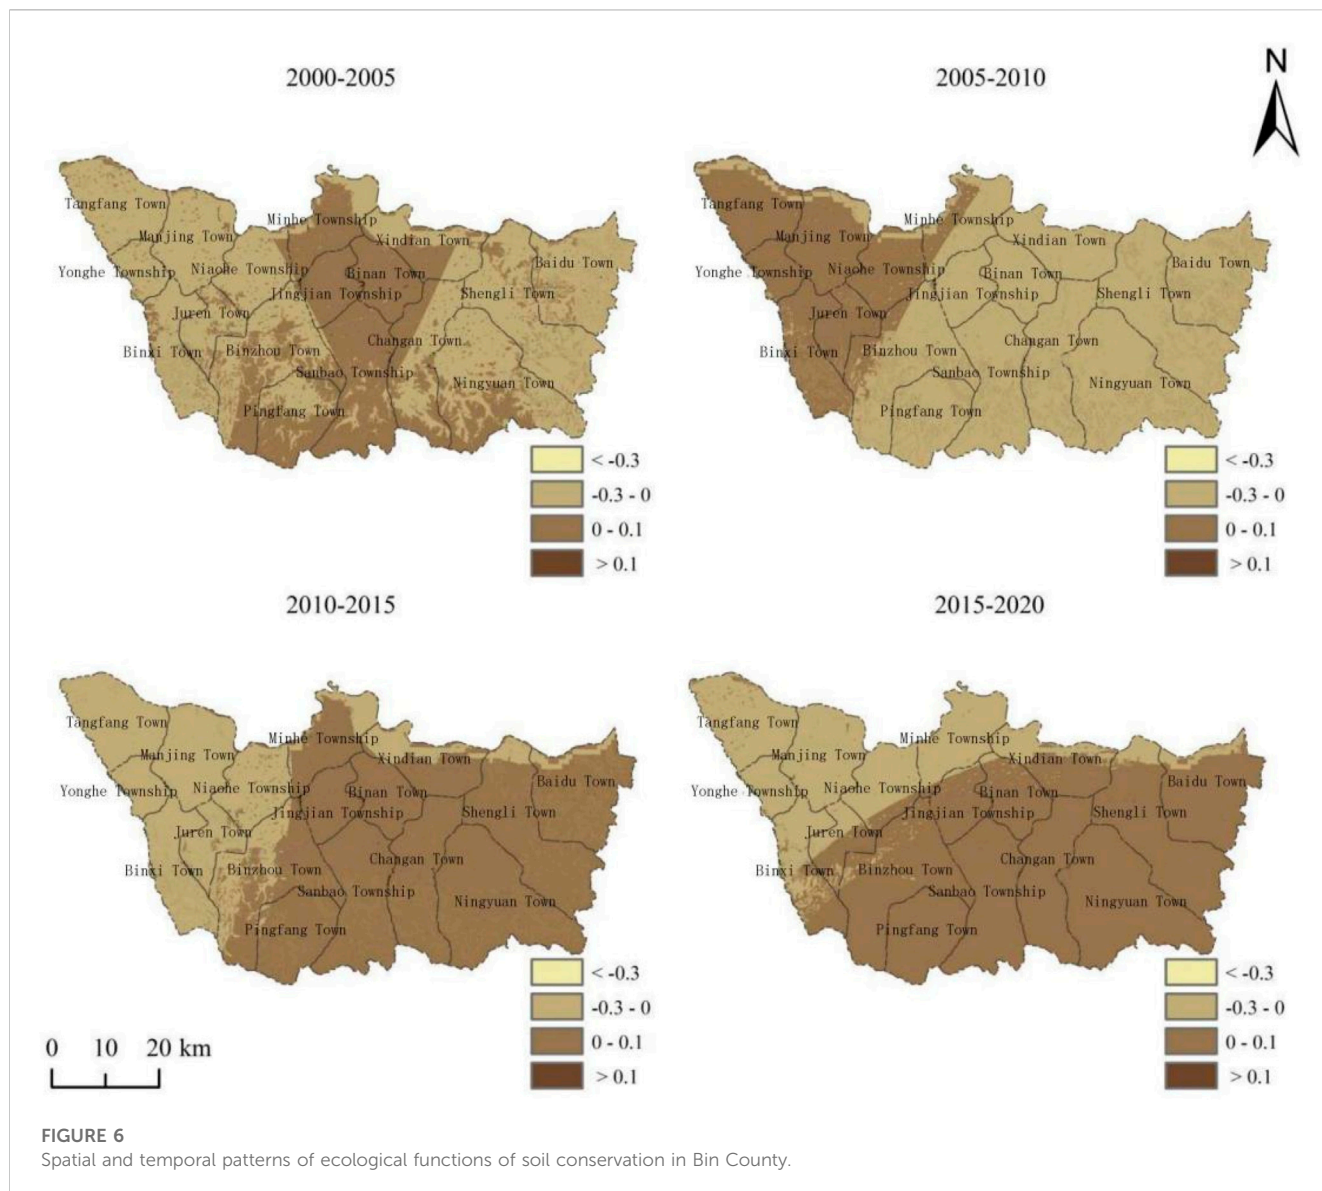 2000-2005
2005-2010
N
Tangfang Town
Minhe Township
Manjing Town
Xindian Town
Yonghe Township
Niaohe Township
Binan Town
Baidu Town
Jingjian Township
Shengli Town
Juren Town
Changan Town
Binxi Town
Binzhou Town
Sanbao Township
Ningyuan Town
Pingfang Town
< -0.3
-0.3 - 0
0 - 0.1
> 0.1
Tangfang Town
Minhe Township
Manjing Town
Xindian Town
Yonghe Township
Niaohe Township
Binan Town
Baidu Town
Jingjian Township
Shengli Town
Juren Town
Changan Town
Binxi Town
Binzhou Town
Sanbao Township
Ningyuan Town
Pingfang Town
< -0.3
-0.3 - 0
0 - 0.1
> 0.1
2010-2015
2015-2020
Tangfang Town
Minhe Township
Manjing Town
Xindian Town
Yonghe Township
Niaohe Township
Binan Town
Baidu Town
Jingjian Township
Shengli Town
Juren Town
Changan Town
Binxi Town
Binzhou Town
Sanbao Township
Ningyuan Town
Pingfang Town
< -0.3
-0.3 - 0
0 - 0.1
> 0.1
Tangfang Town
Minhe Township
Manjing Town
Xindian Town
Yonghe Township
Niaohe Township
Binan Town
Baidu Town
Jingjian Township
Shengli Town
Juren Town
Changan Town
Binxi Town
Binzhou Town
Sanbao Township
Ningyuan Town
Pingfang Town
< -0.3
-0.3 - 0
0 - 0.1
> 0.1
0 10 20 km
FIGURE 6
Spatial and temporal patterns of ecological functions of soil conservation in Bin County.